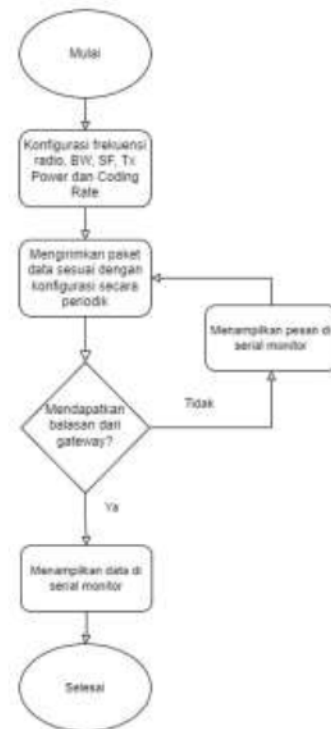 Mulai
Konfigurasi frekuensi
radio, BW, SF, Tx
Power dan Coding
Rate
Mengirimkan paket
data sesuai dengan
konfigurasi secara
periodik
Menampilkan pesan di
serial monitor
Mendapatkan
balasan dari
gateway?
Tidak
Ya
Menampilkan data di
serial monitor
Selesai